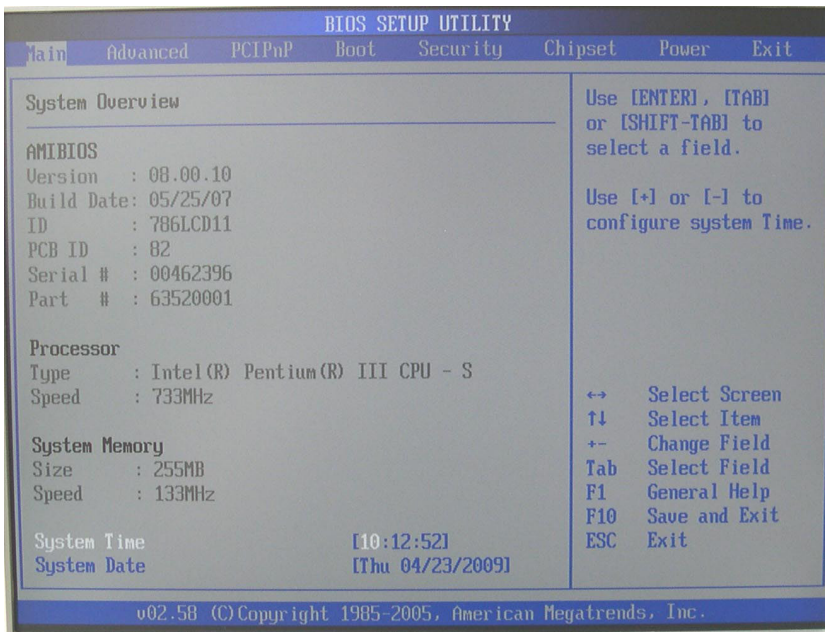 BIOS SETUP UTILITY
Main Advanced PCIPnP Boot Security Chipset Power Exit
System Overview
AMIBIOS
Version : 08.00.10
Build Date: 05/25/07
ID : 786LCD11
PCB ID : 82
Serial # : 00462396
Part # : 63520001
Processor
Type : Intel(R) Pentium(R) III CPU - S
Speed : 733MHz
System Memory
Size : 255MB
Speed : 133MHz
System Time [10:12:52]
System Date [Thu 04/23/2009]
Use [ENTER], [TAB]
or [SHIFT-TAB] to
select a field.
Use [+] or [-] to
configure system Time.
↔ Select Screen
↑↓ Select Item
+- Change Field
Tab Select Field
F1 General Help
F10 Save and Exit
ESC Exit
v02.58 (C)Copyright 1985-2005, American Megatrends, Inc.